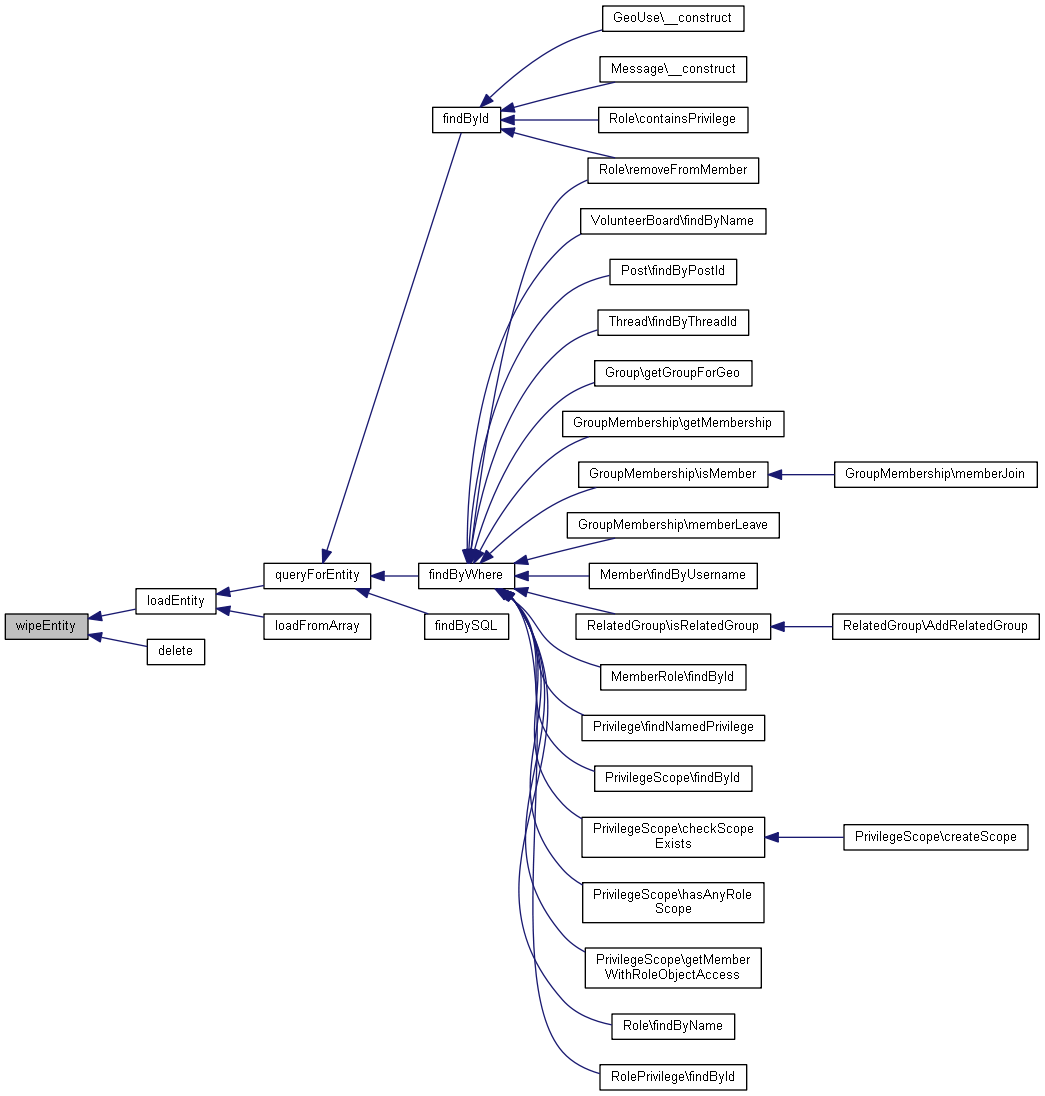 GeoUse\__construct
Message\__construct
findById
Role\containsPrivilege
Role\removeFromMember
VolunteerBoard\findByName
Post\findByPostId
Thread\findByThreadId
Group\getGroupForGeo
GroupMembership\getMembership
GroupMembership\isMember
GroupMembership\memberJoin
GroupMembership\memberLeave
queryForEntity
findByWhere
Member\findByUsername
loadEntity
wipeEntity
loadFromArray
findBySQL
RelatedGroup\isRelatedGroup
RelatedGroup\AddRelatedGroup
delete
MemberRole\findById
Privilege\findNamedPrivilege
PrivilegeScope\findById
PrivilegeScope\checkScope
Exists
PrivilegeScope\createScope
PrivilegeScope\hasAnyRole
Scope
PrivilegeScope\getMember
WithRoleObjectAccess
Role\findByName
RolePrivilege\findById